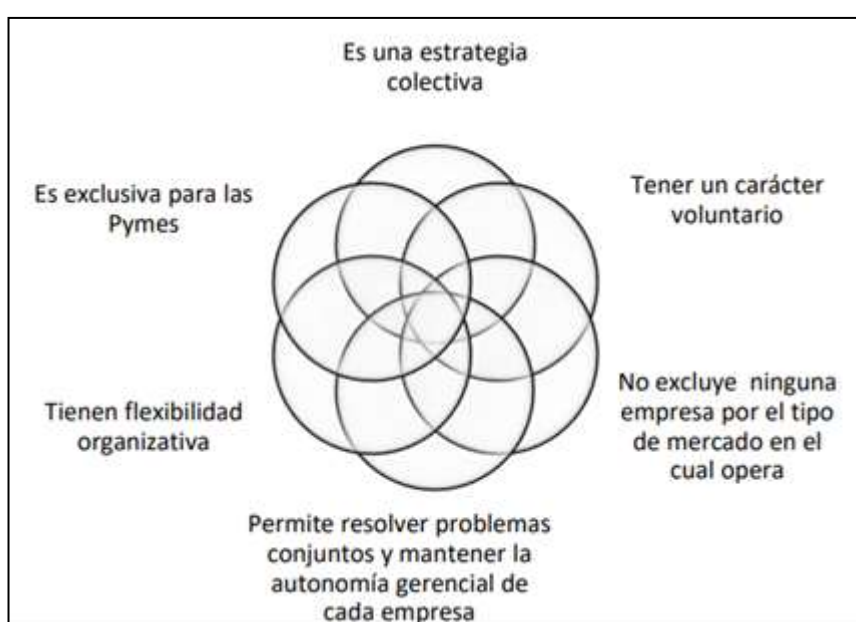 Es una estrategia
colectiva
Es exclusiva para las
Pymes
Tener un carácter
voluntario
Tienen flexibilidad
organizativa
No excluye ninguna
empresa por el tipo
de mercado en el
cual opera
Permite resolver problemas
conjuntos y mantener la
autonomía gerencial de
cada empresa